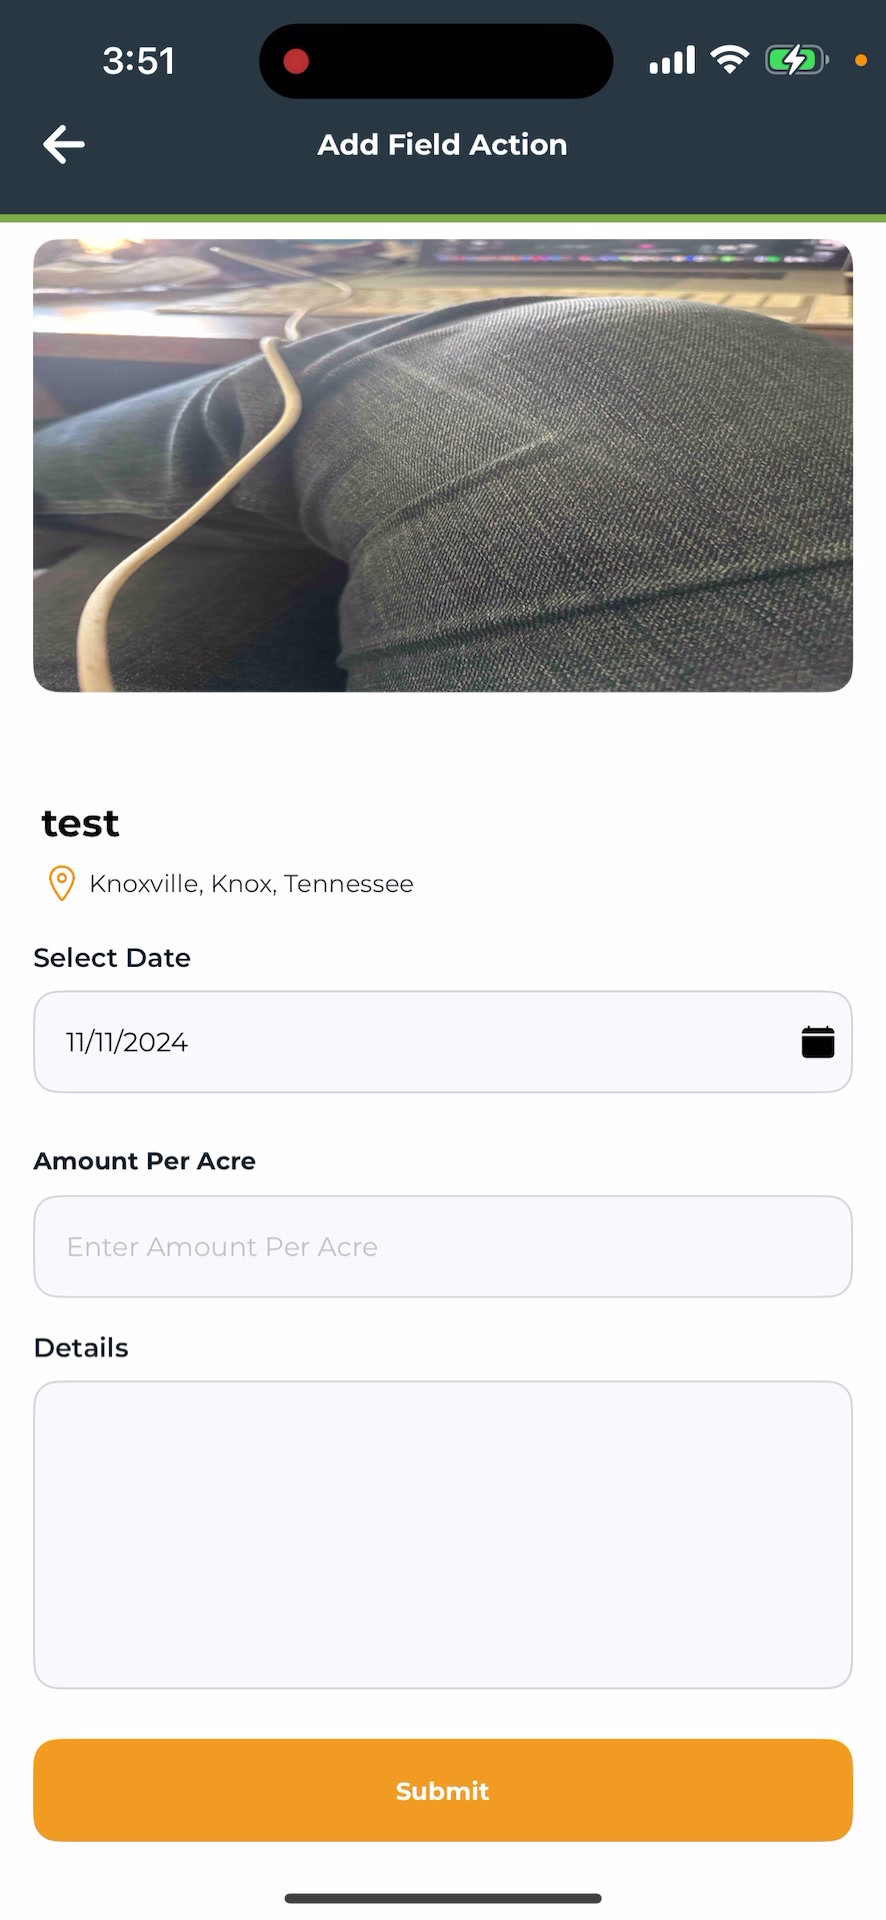 3:51
Add Field Action
test
Knoxville, Knox, Tennessee
Select Date
11/11/2024
Amount Per Acre
Enter Amount Per Acre
Details
Submit